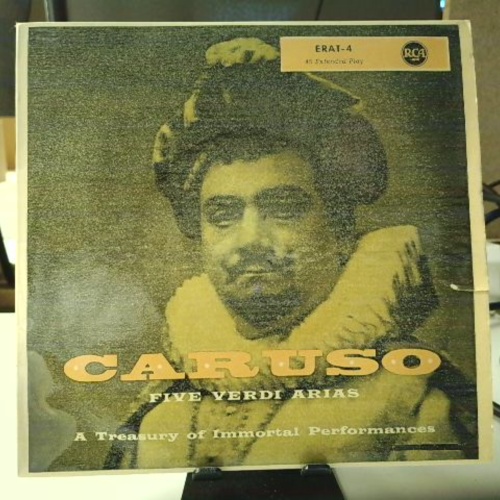 ERAT-4
45 Extended Play
RCA
CARUSO
FIVE VERDI ARIAS
A Treasury of Immortal Performances